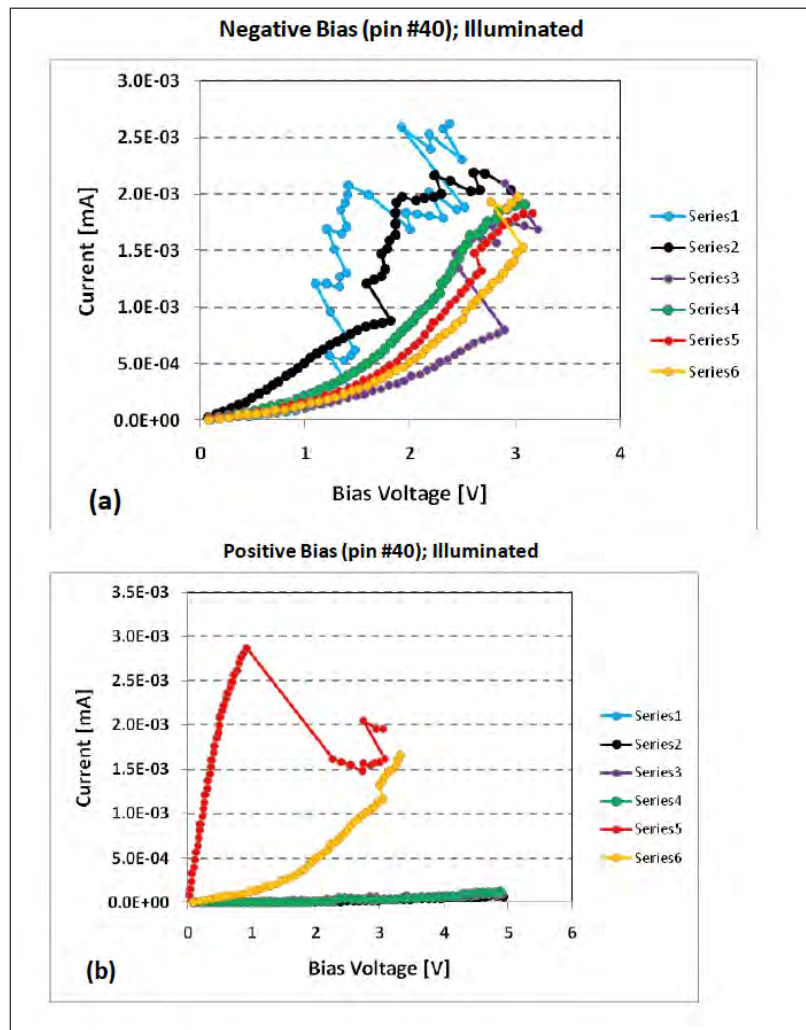 Negative Bias (pin #40); Illuminated
3.0E-03
2.5E-03
2.0E-03
1.5E-03
1.0E-03
5.0E-04
0.0E+00
Current [mA]
0 1 2 3 4
Bias Voltage [V]
Series1
Series2
Series3
Series4
Series5
Series6
(a)
Positive Bias (pin #40); Illuminated
3.5E-03
3.0E-03
2.5E-03
2.0E-03
1.5E-03
1.0E-03
5.0E-04
0.0E+00
Current [mA]
0 1 2 3 4 5 6
Bias Voltage [V]
Series1
Series2
Series3
Series4
Series5
Series6
(b)